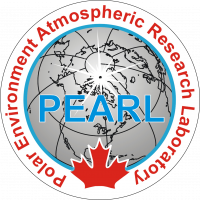 Polar Environment Atmospheric Research Laboratory
PEARL